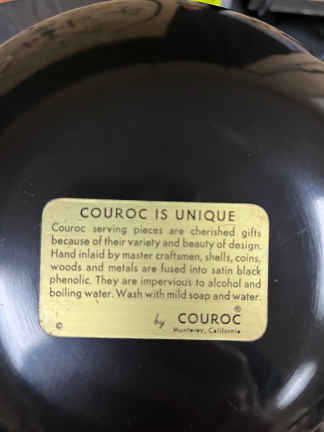 COUROC IS UNIQUE
Couroc serving pieces are cherished gifts
because of their variety and beauty of design.
Hand inlaid by master craftsmen, shells, coins,
woods and metals are fused into satin black
phenolic. They are impervious to alcohol and
boiling water. Wash with mild soap and water.
®
© by COUROC
Monterey, California